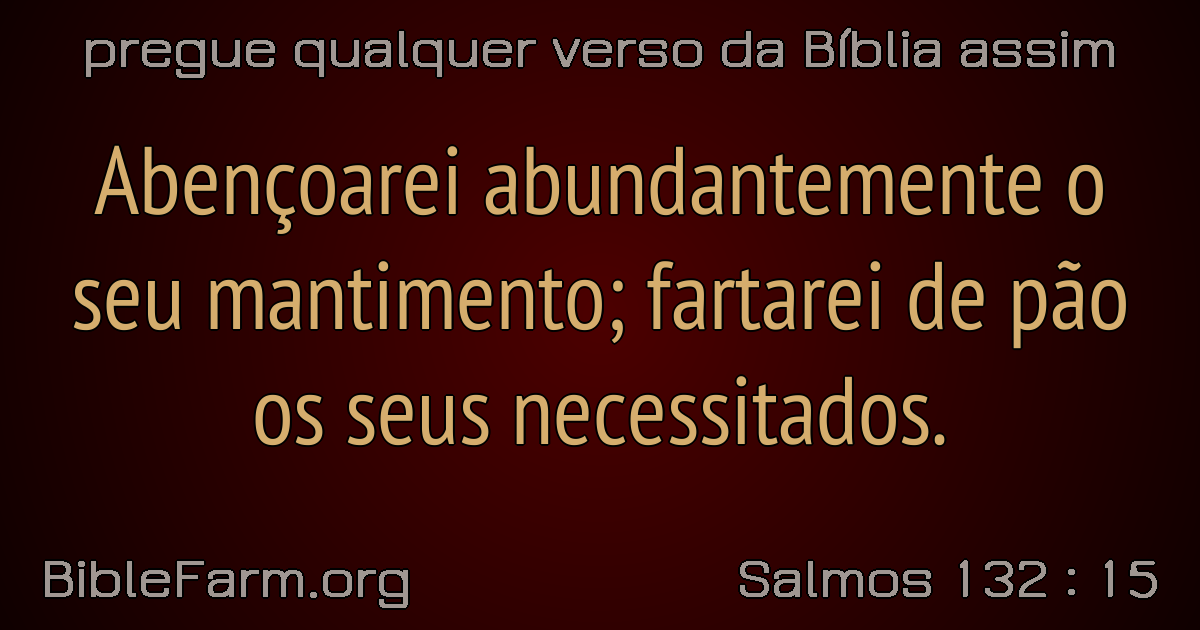 pregue qualquer verso da Bíblia assim
Abençoarei abundantemente o
seu mantimento; fartarei de pão
os seus necessitados.
BibleFarm.org
Salmos 132 : 15